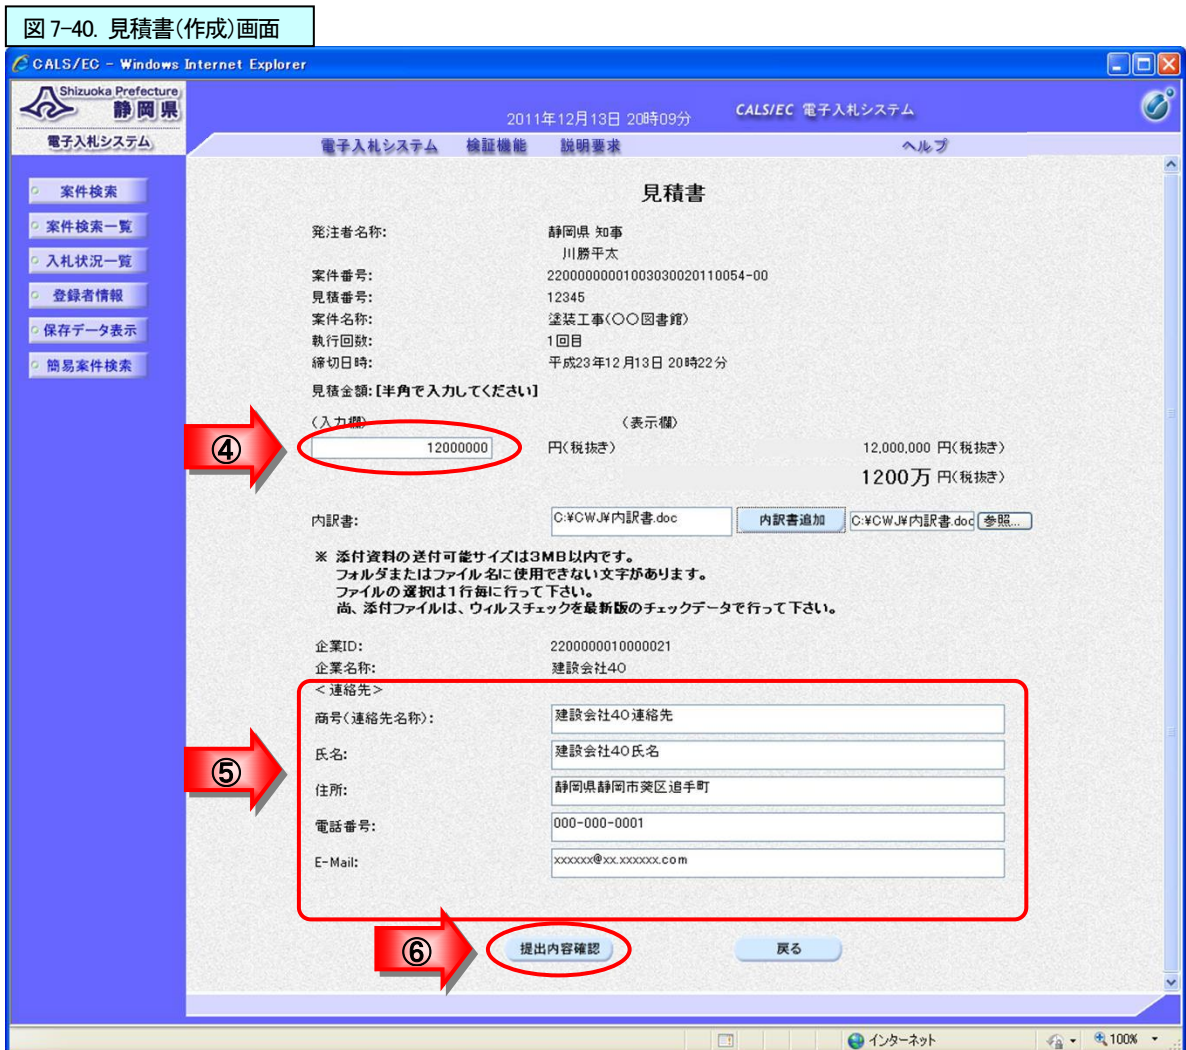 図 7-40. 見積書(作成)画面
CALS/EC - Windows Internet Explorer
Shizuoka Prefecture
静岡県
電子入札システム
2011年12月13日 20時09分
CALS/EC 電子入札システム
電子入札システム 検証機能 説明要求 ヘルプ
案件検索
案件検索一覧
入札状況一覧
登録者情報
保存データ表示
簡易案件検索
見積書
発注者名称: 静岡県 知事
川勝平太
案件番号: 22000000001003030020110054-00
見積番号: 12345
案件名称: 塗装工事(○○図書館)
執行回数: 1回目
締切日時: 平成23年12月13日 20時22分
見積金額:[半角で入力してください]
(入力欄) (表示欄)
④
12000000 円(税抜き) 12,000,000 円(税抜き)
1200万 円(税抜き)
内訳書: C:¥CWJ¥内訳書.doc 内訳書追加 C:¥CWJ¥内訳書.doc 参照...
※ 添付資料の送付可能サイズは3MB以内です。
フォルダまたはファイル名に使用できない文字があります。
ファイルの選択は1行毎に行って下さい。
尚、添付ファイルは、ウィルスチェックを最新版のチェックデータで行って下さい。
企業ID: 2200000010000021
企業名称: 建設会社40
<連絡先>
商号(連絡先名称): 建設会社40連絡先
氏名: 建設会社40氏名
⑤
住所: 静岡県静岡市葵区追手町
電話番号: 000-000-0001
E-Mail: xxxxxx@xx.xxxxxx.com
⑥
提出内容確認 戻る
インターネット 100%